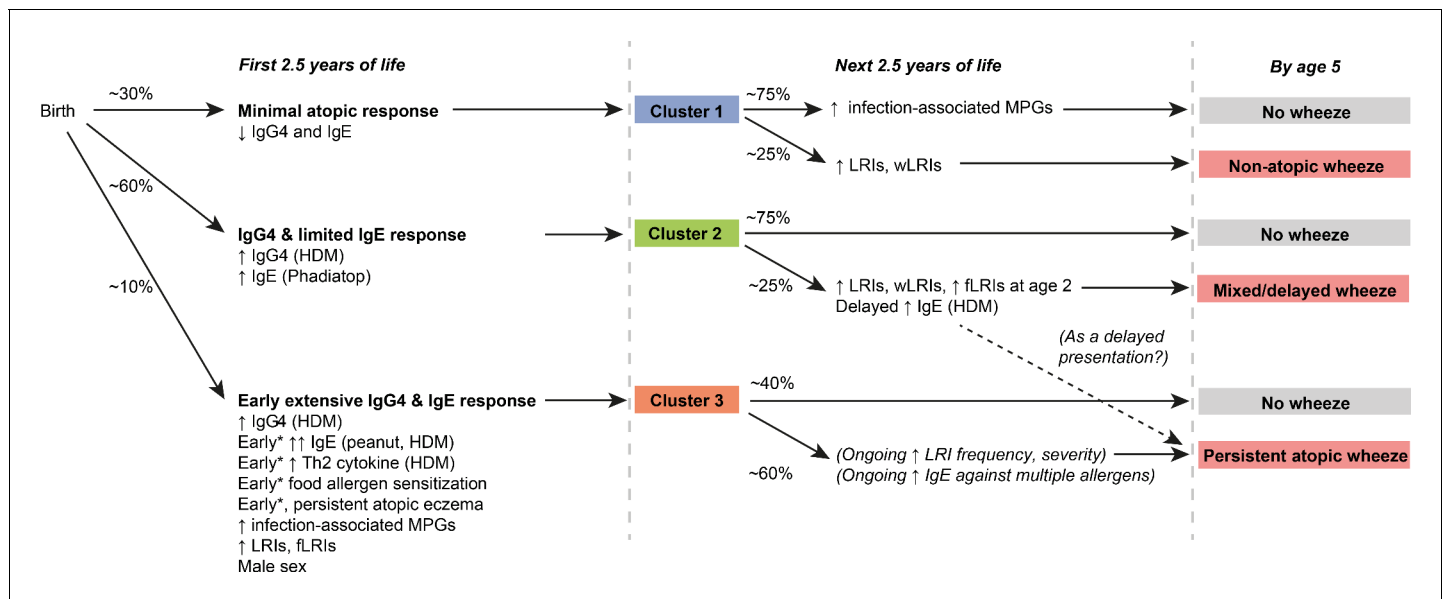 First 2.5 years of life
Next 2.5 years of life
By age 5
Birth
~30%
Minimal atopic response
↓ IgG4 and IgE
Cluster 1
~75%
↑ infection-associated MPGs
No wheeze
~25%
↑ LRIs, wLRIs
Non-atopic wheeze
~60%
IgG4 & limited IgE response
↑ IgG4 (HDM)
↑ IgE (Phadiatop)
Cluster 2
~75%
No wheeze
~25%
↑ LRIs, wLRIs, ↑ fLRIs at age 2
Delayed ↑ IgE (HDM)
Mixed/delayed wheeze
(As a delayed
presentation?)
~10%
Early extensive IgG4 & IgE response
↑ IgG4 (HDM)
Early* ↑↑ IgE (peanut, HDM)
Early* ↑ Th2 cytokine (HDM)
Early* food allergen sensitization
Early*, persistent atopic eczema
↑ infection-associated MPGs
↑ LRIs, fLRIs
Male sex
Cluster 3
~40%
No wheeze
~60%
(Ongoing ↑ LRI frequency, severity)
(Ongoing ↑ IgE against multiple allergens)
Persistent atopic wheeze